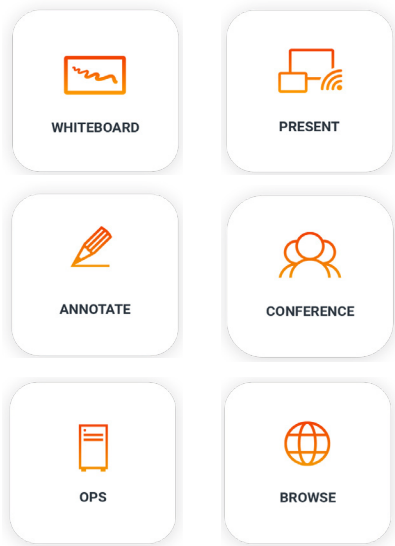 WHITEBOARD
PRESENT
ANNOTATE
CONFERENCE
OPS
BROWSE